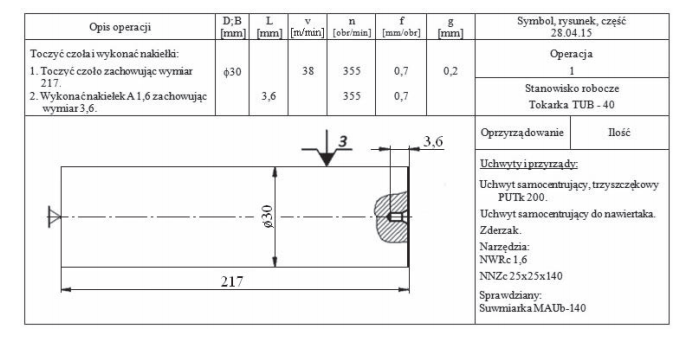 Opis operacji
D;B [mm]
L [mm]
v [m/min]
n [obr/min]
f [mm/obr]
g [mm]
Symbol, rysunek, część
28.04.15
Toczyć czoła i wykonać nakiełki:
1. Toczyć czoło zachowując wymiar
217.
ϕ30
38
355
0,7
0,2
2. Wykonać nakiełek A 1,6 zachowując
wymiar 3,6.
3,6
355
0,7
Operacja
1
Stanowisko robocze
Tokarka TUB - 40
Oprzyrządowanie
Ilość
Uchwyty i przyrządy:
Uchwyt samocentrujący, trzyszczękowy
PUTk 200.
Uchwyt samocentrujący do nawiertaka.
Zderzak.
Narzędzia:
NWRc 1,6
NNZc 25x25x140
Sprawdziany:
Suwmiarka MAUb-140
3
3,6
ø30
217